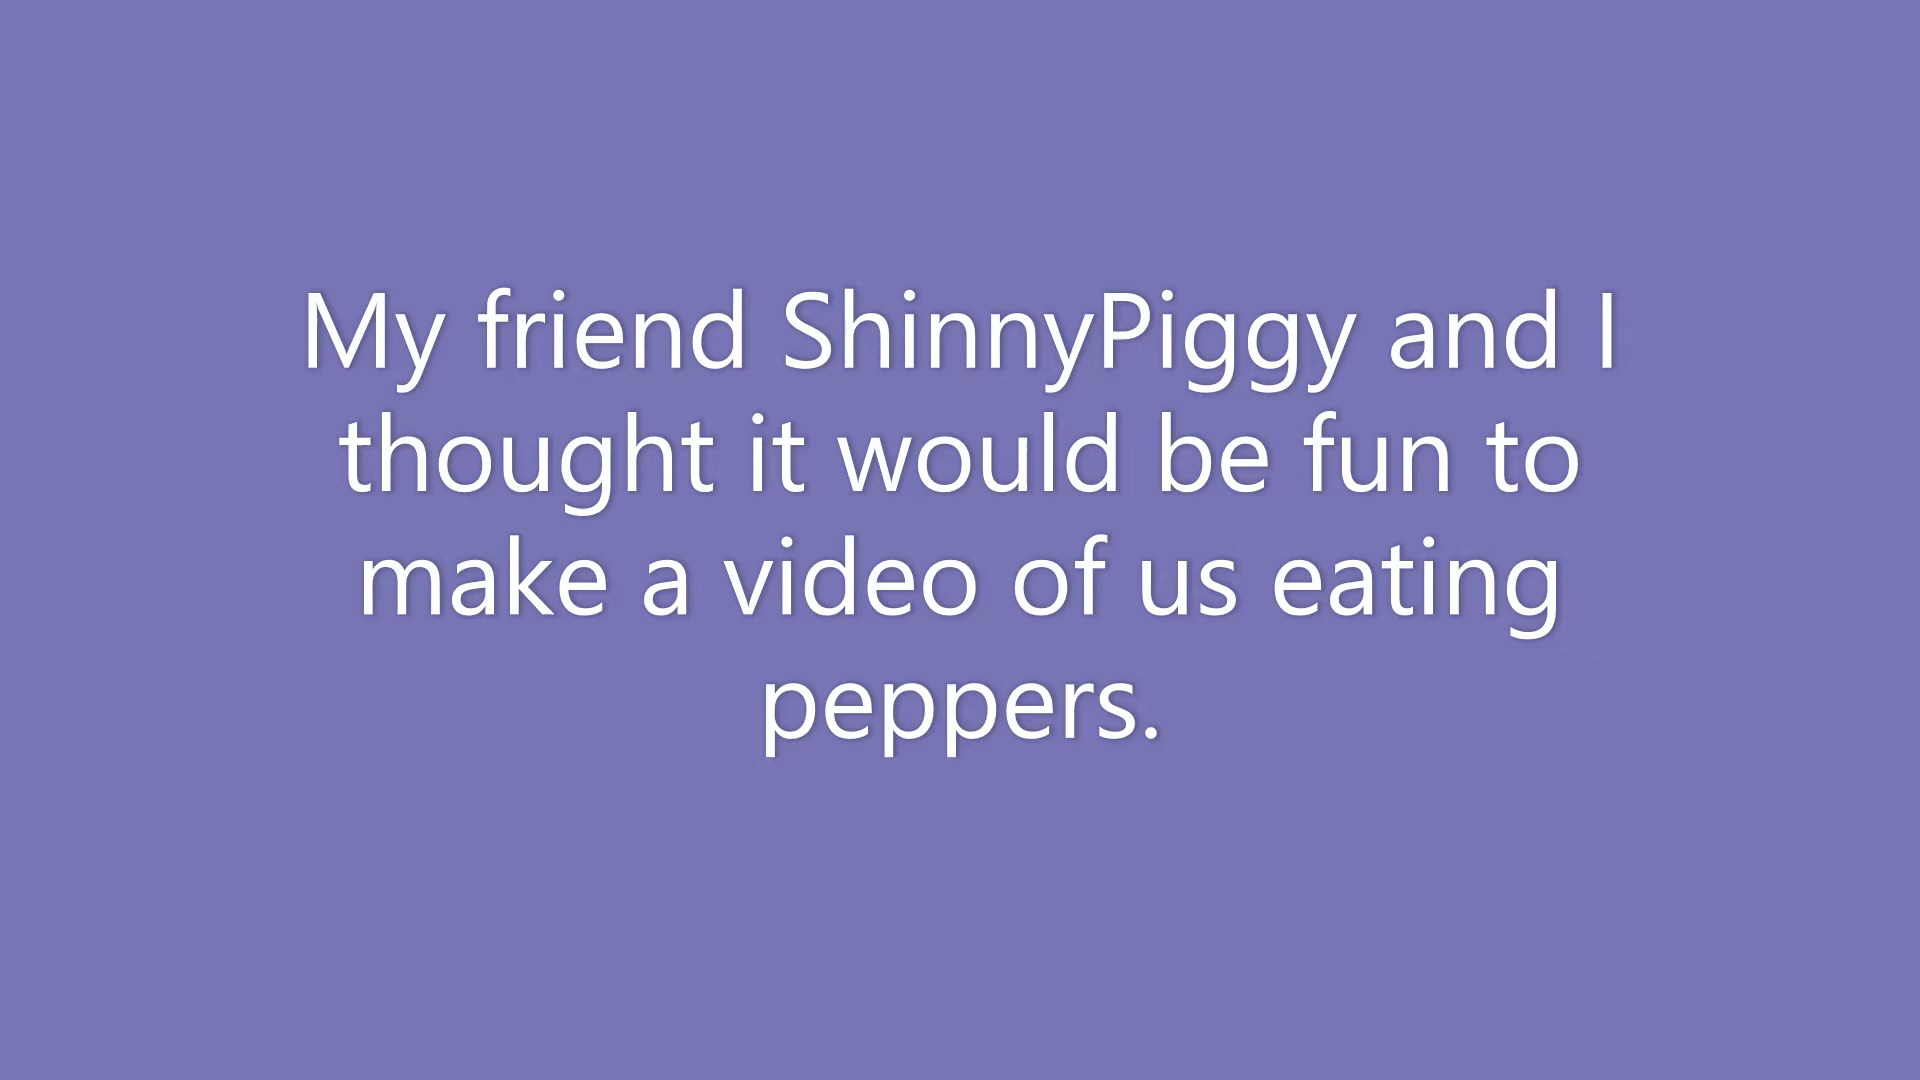 My friend ShinnyPiggy and I
thought it would be fun to
make a video of us eating
peppers.